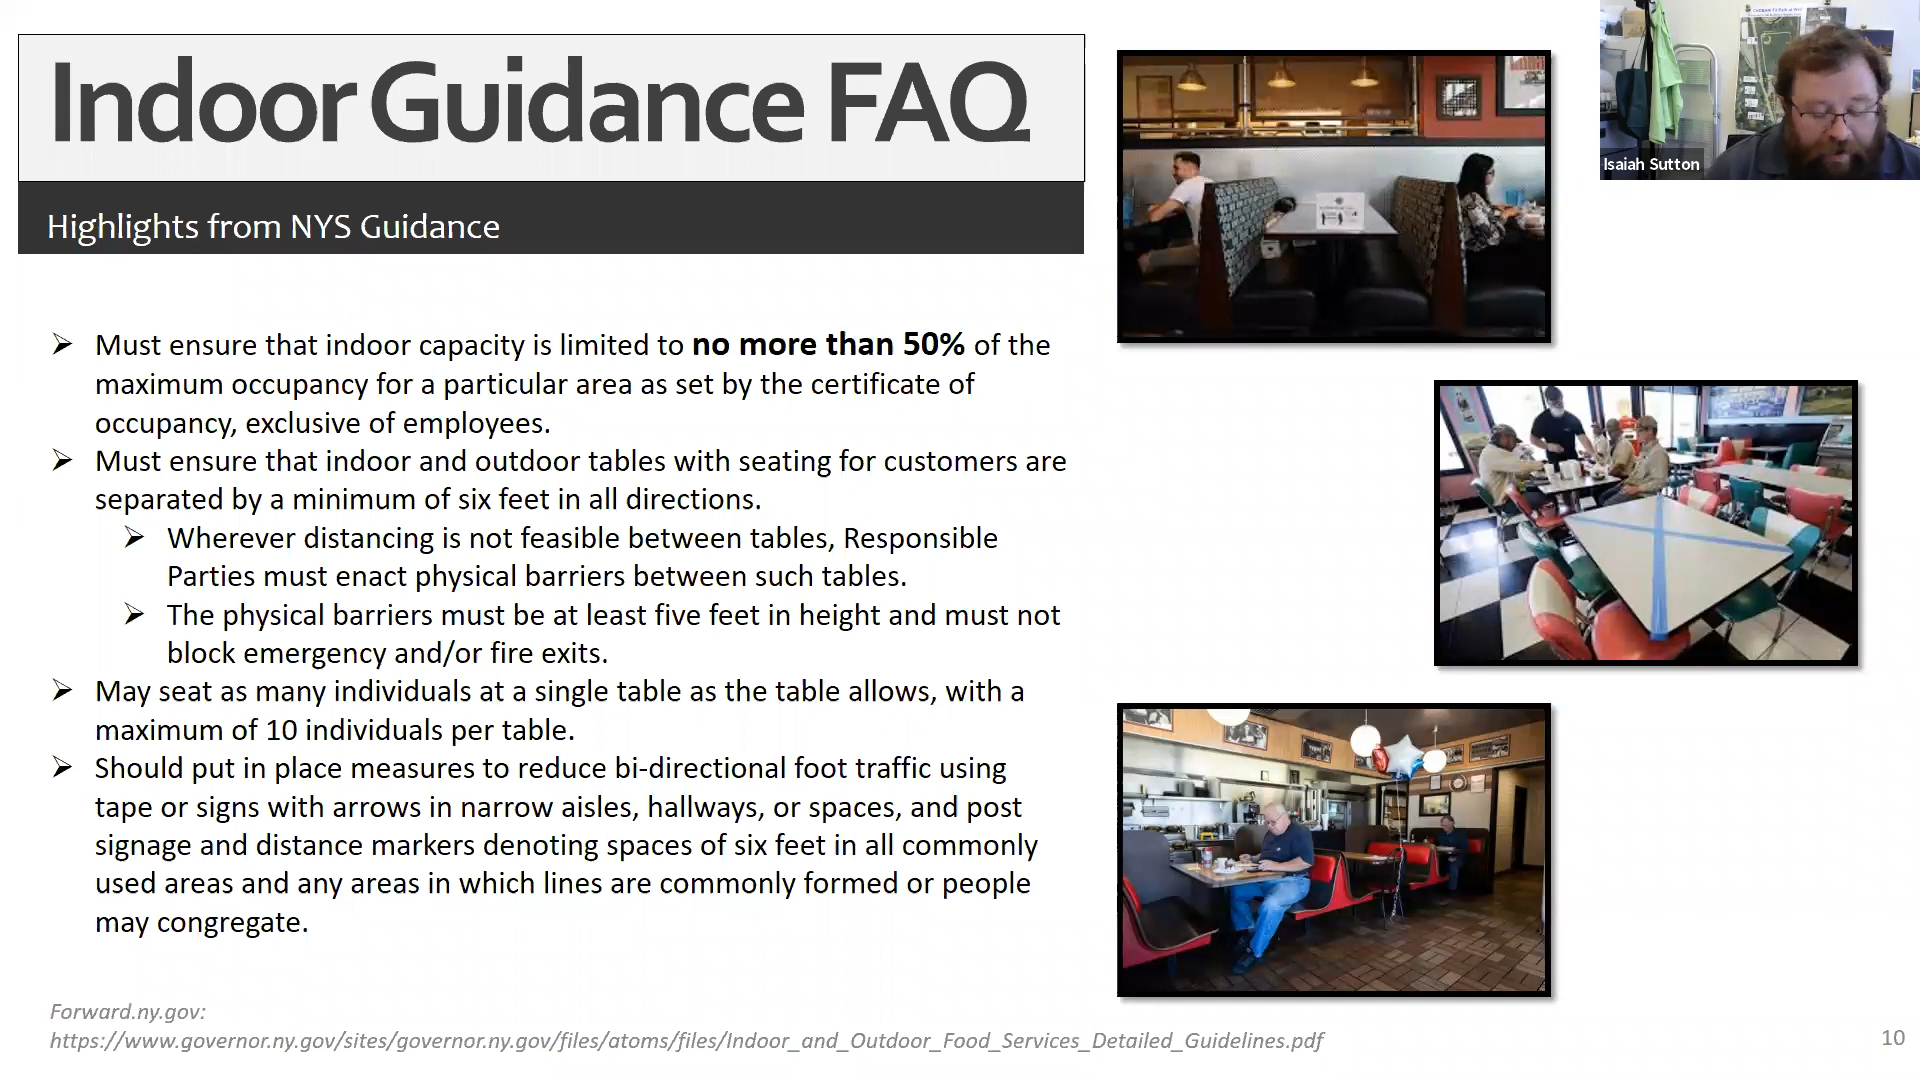 Indoor Guidance FAQ
Highlights from NYS Guidance
Isaiah Sutton
Must ensure that indoor capacity is limited to no more than 50% of the
maximum occupancy for a particular area as set by the certificate of
occupancy, exclusive of employees.
Must ensure that indoor and outdoor tables with seating for customers are
separated by a minimum of six feet in all directions.
Wherever distancing is not feasible between tables, Responsible
Parties must enact physical barriers between such tables.
The physical barriers must be at least five feet in height and must not
block emergency and/or fire exits.
May seat as many individuals at a single table as the table allows, with a
maximum of 10 individuals per table.
Should put in place measures to reduce bi-directional foot traffic using
tape or signs with arrows in narrow aisles, hallways, or spaces, and post
signage and distance markers denoting spaces of six feet in all commonly
used areas and any areas in which lines are commonly formed or people
may congregate.
Forward.ny.gov:
https://www.governor.ny.gov/sites/governor.ny.gov/files/atoms/files/Indoor_and_Outdoor_Food_Services_Detailed_Guidelines.pdf
10